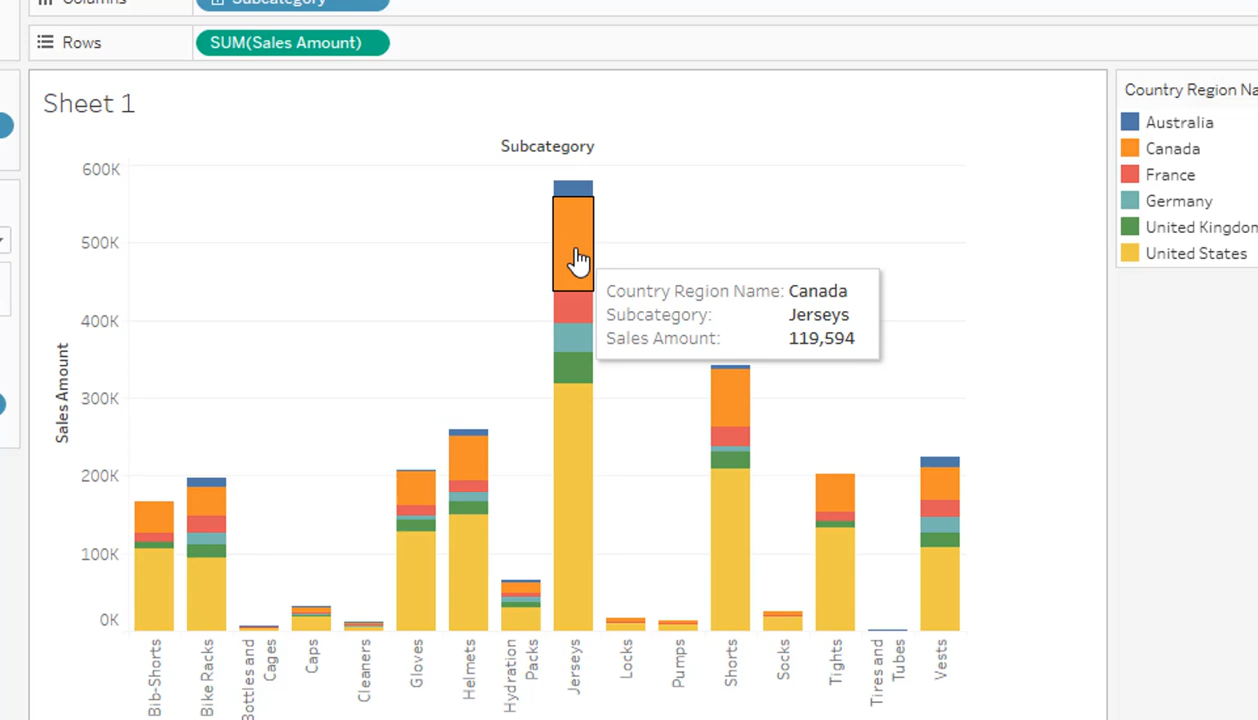 Columns
Subcategory
Rows
SUM(Sales Amount)
Sheet 1
Country Region Na
Australia
Canada
France
Germany
United Kingdon
United States
Subcategory
Sales Amount
600K
500K
400K
300K
200K
100K
0K
Country Region Name: Canada
Subcategory: Jerseys
Sales Amount: 119,594
Bib-Shorts
Bike Racks
Bottles and
Cages
Caps
Cleaners
Gloves
Helmets
Hydration
Packs
Jerseys
Locks
Pumps
Shorts
Socks
Tights
Tires and
Tubes
Vests